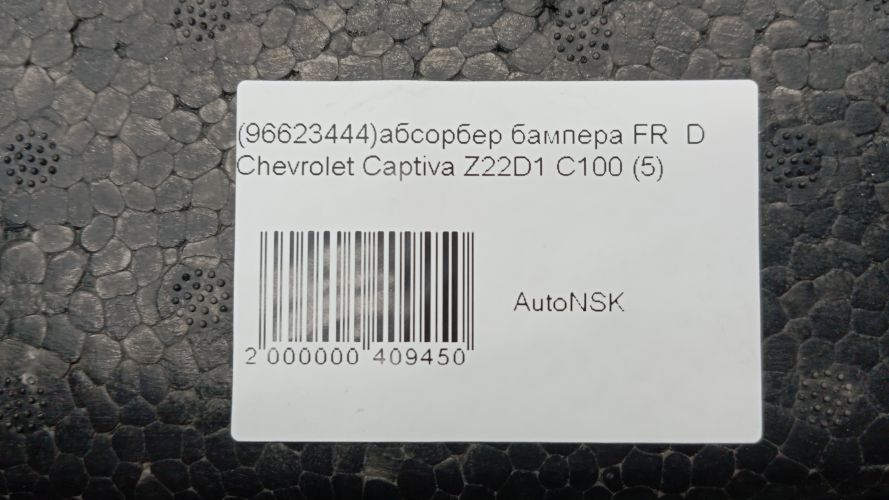 (96623444)абсорбер бампера FR D
Chevrolet Captiva Z22D1 C100 (5)
AutoNSK
2 000000 409450